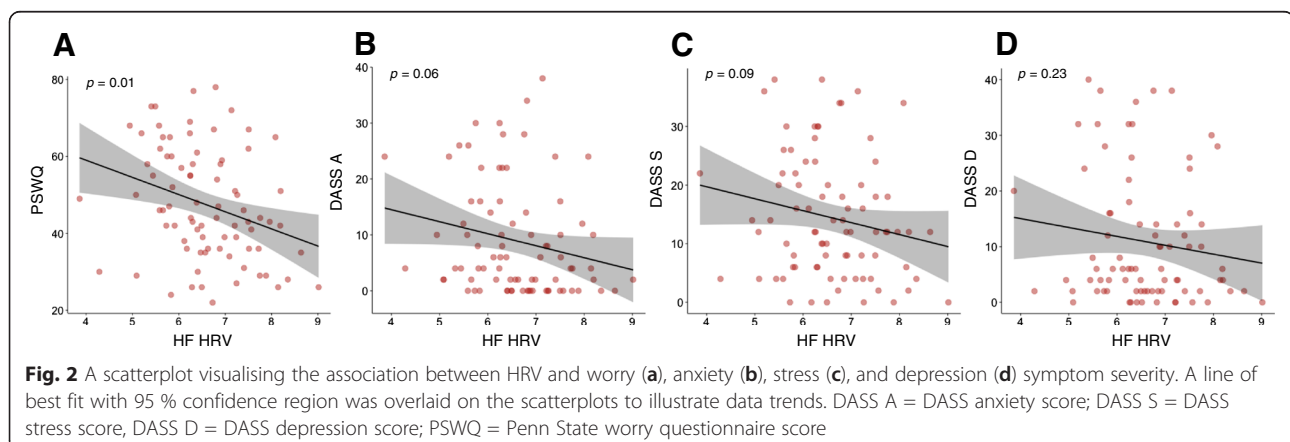 A
B
C
D
p = 0.01
p = 0.06
p = 0.09
p = 0.23
PSWQ
80
60
40
20
4 5 6 7 8 9
HF HRV
DASS A
40
30
20
10
0
4 5 6 7 8 9
HF HRV
DASS S
30
20
10
0
4 5 6 7 8 9
HF HRV
DASS D
40
30
20
10
0
4 5 6 7 8 9
HF HRV
Fig. 2 A scatterplot visualising the association between HRV and worry (a), anxiety (b), stress (c), and depression (d) symptom severity. A line of
best fit with 95 % confidence region was overlaid on the scatterplots to illustrate data trends. DASS A = DASS anxiety score; DASS S = DASS
stress score, DASS D = DASS depression score; PSWQ = Penn State worry questionnaire score